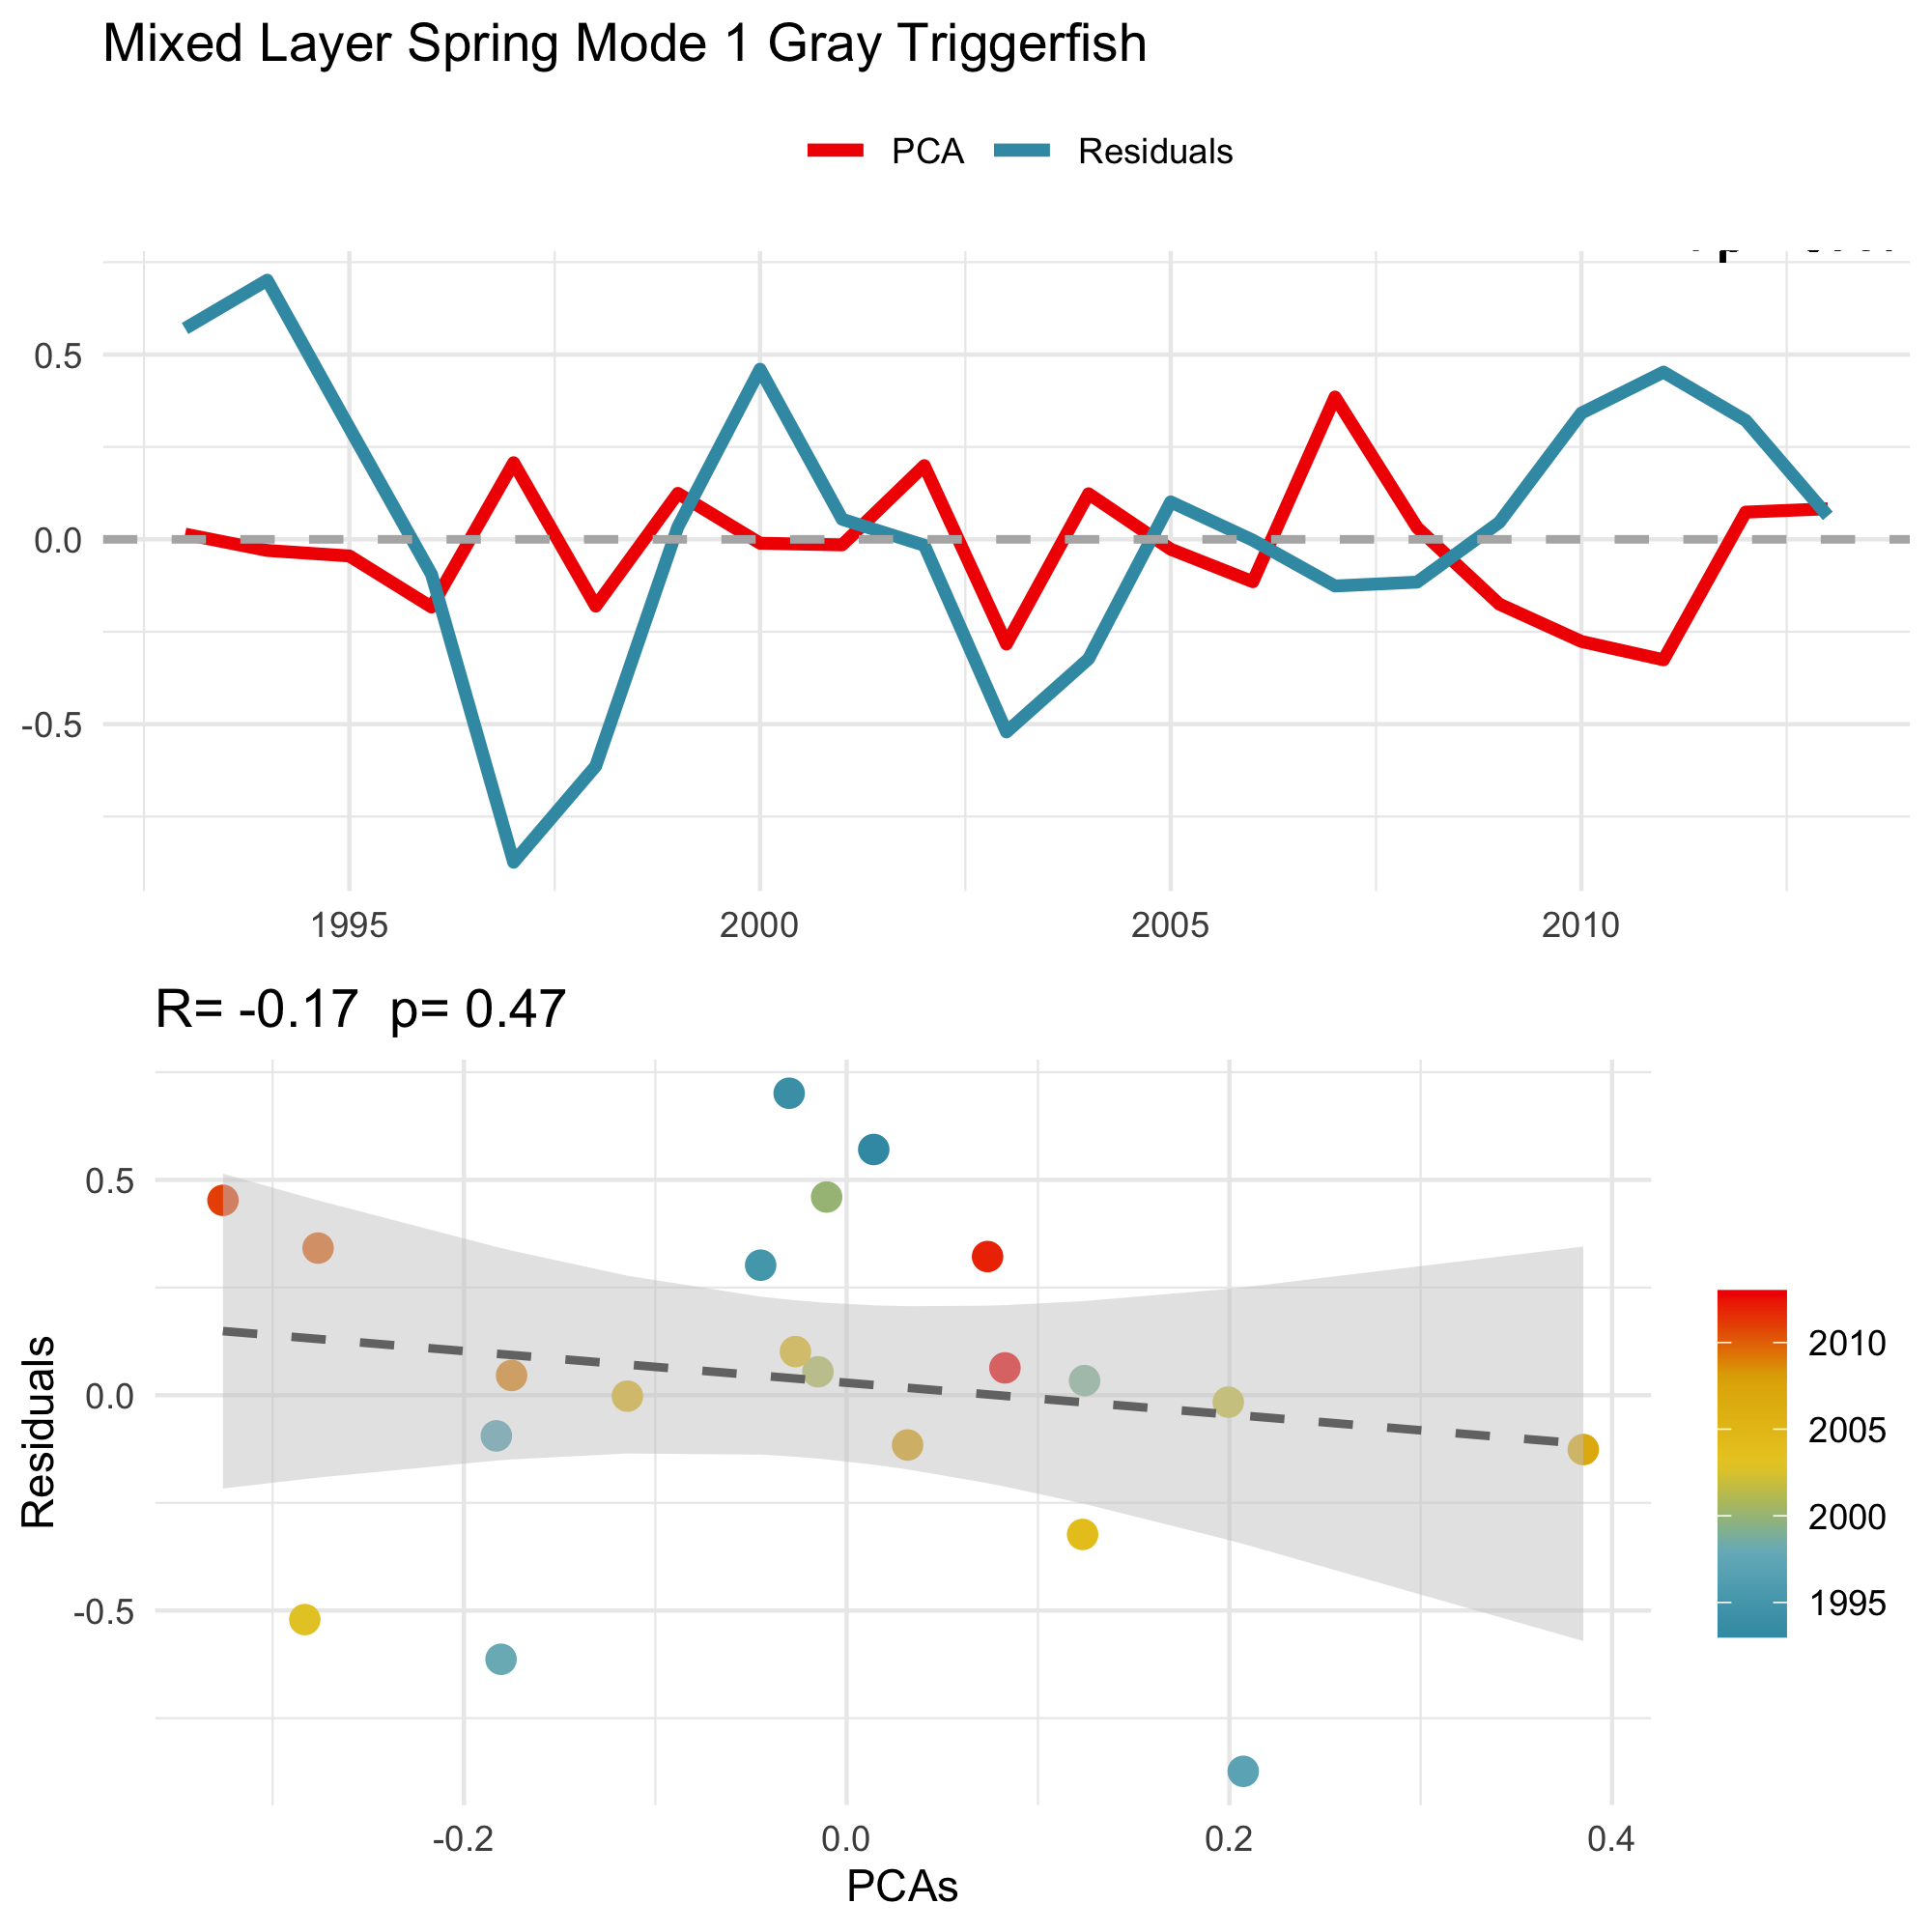 Mixed Layer Spring Mode 1 Gray Triggerfish
PCA Residuals
0.5
0.0
-0.5
1995 2000 2005 2010
R= -0.17 p= 0.47
Residuals
0.5
0.0
-0.5
-0.2 0.0 0.2 0.4
PCAs
2010
2005
2000
1995